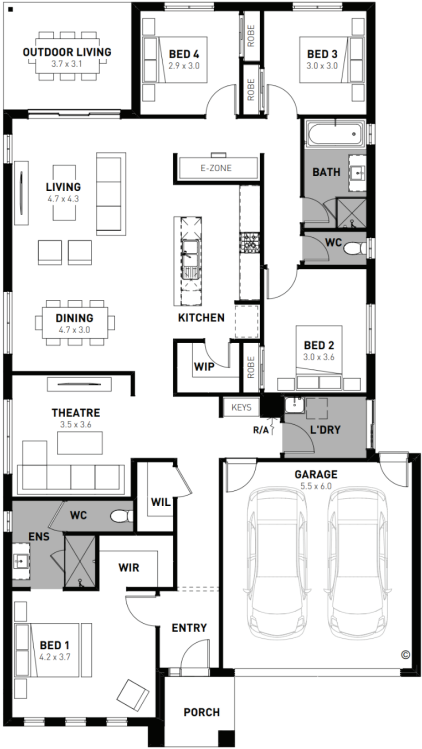 OUTDOOR LIVING
3.7 x 3.1
BED 4
2.9 x 3.0
ROBE
ROBE
BED 3
3.0 x 3.0
E-ZONE
BATH
LIVING
4.7 x 4.3
WC
DINING
4.7 x 3.0
KITCHEN
BED 2
3.0 x 3.6
WIP
ROBE
THEATRE
3.5 x 3.6
KEYS
R/A
L'DRY
GARAGE
5.5 x 6.0
WIL
WC
ENS
WIR
ENTRY
BED 1
4.2 x 3.7
©
PORCH